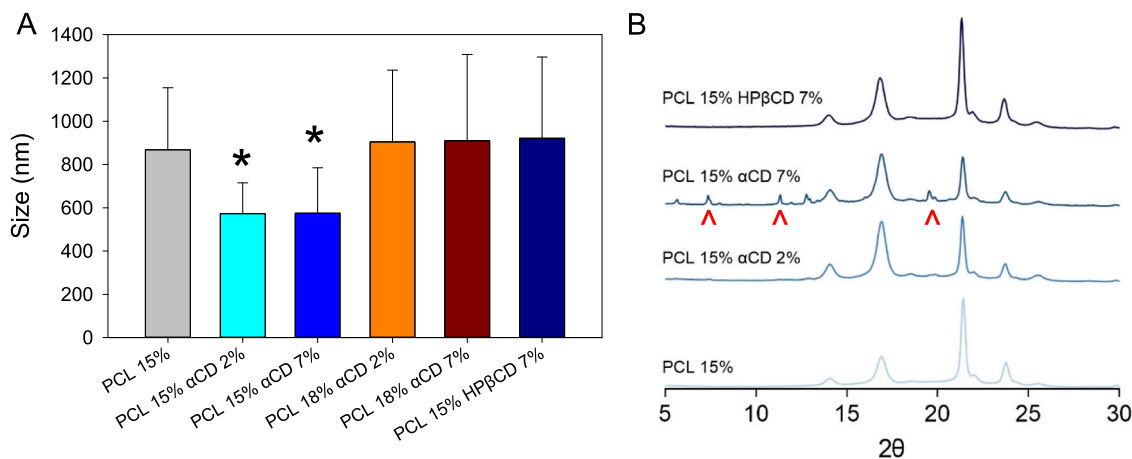 A
Size (nm)
1400
1200
1000
800
600
400
200
0
*
*
PCL 15%
PCL 15% αCD 2%
PCL 15% αCD 7%
PCL 18% αCD 2%
PCL 18% αCD 7%
PCL 15% HPβCD 7%
B
PCL 15% HPβCD 7%
PCL 15% αCD 7%
^ ^ ^
PCL 15% αCD 2%
PCL 15%
5 10 15 20 25 30
2θ